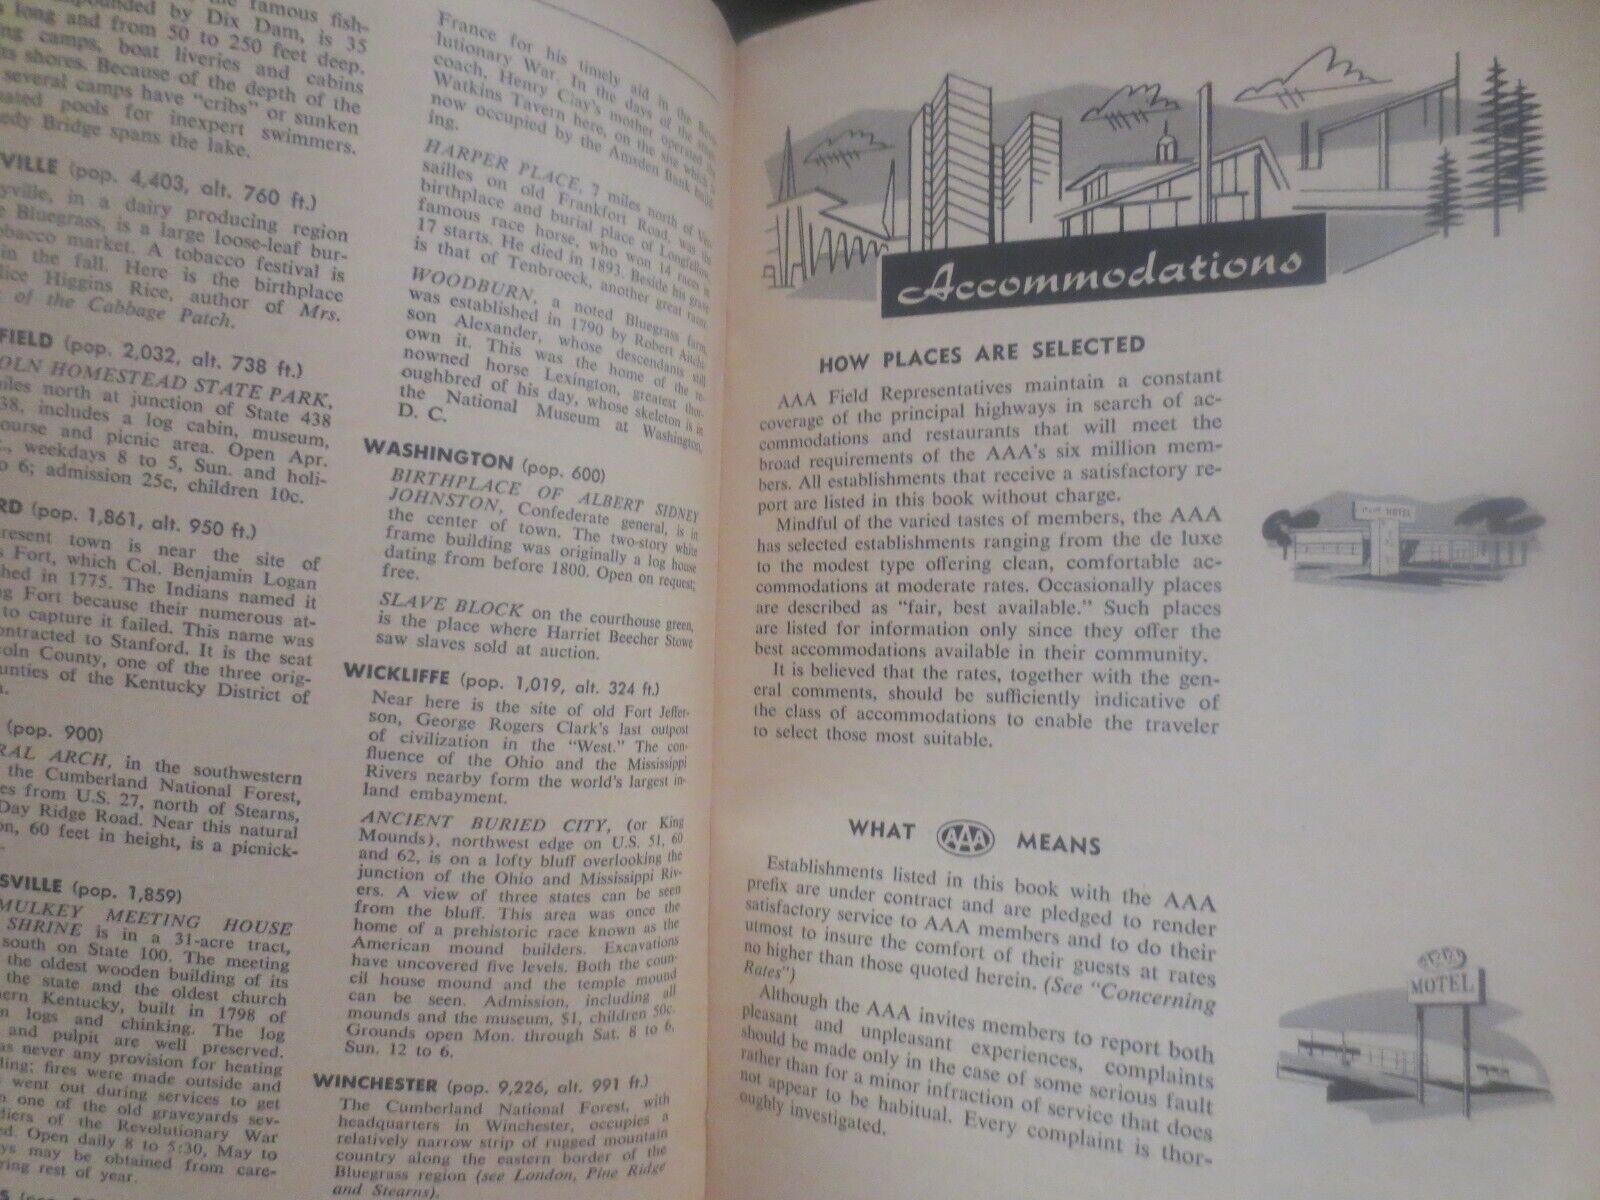 the famous fish-
pounded by Dix Dam, is 35
long and from 50 to 250 feet deep.
camps, boat liveries and cabins
shores. Because of the depth of the
several camps have "cribs" or sunken
pools for inexpert swimmers.
Bridge spans the lake.
VILLE (pop. 4,403, alt. 760 ft.)
yville, in a dairy producing region
Bluegrass, is a large loose-leaf bur-
tobacco market. A tobacco festival is
in the fall. Here is the birthplace
Higgins Rice, author of Mrs.
of the Cabbage Patch.
FIELD (pop. 2,032, alt. 738 ft.)
OLN HOMESTEAD STATE PARK,
miles north at junction of State 438
38, includes a log cabin, museum,
course and picnic area. Open Apr.
weekdays 8 to 5, Sun. and holi-
to 6; admission 25c, children 10c.
RD (pop. 1,861, alt. 950 ft.)
present town is near the site of
Fort, which Col. Benjamin Logan
shed in 1775. The Indians named it
Fort because their numerous at-
to capture it failed. This name was
contracted to Stanford. It is the seat
coln County, one of the three orig-
unties of the Kentucky District of
a.
(pop. 900)
RAL ARCH, in the southwestern
the Cumberland National Forest,
es from U.S. 27, north of Stearns,
Day Ridge Road. Near this natural
on, 60 feet in height, is a picnick-
SVILLE (pop. 1,859)
MULKEY MEETING HOUSE
SHRINE is in a 31-acre tract,
south on State 100. The meeting
the oldest wooden building of its
the state and the oldest church
hern Kentucky, built in 1798 of
logs and chinking. The log
and pulpit are well preserved.
was never any provision for heating
ding; fires were made outside and
went out during services to get
one of the old graveyards sev-
diers of the Revolutionary War
ed. Open daily 8 to 5:30, May to
ys may be obtained from care-
ring rest of year.
France for his timely aid in the Revo-
lutionary War. In the days of the stage-
coach, Henry Clay's mother operated the
Watkins Tavern here, on the site which is
now occupied by the Amsden Bank build-
ing.
HARPER PLACE, 7 miles north of Ver-
sailles on old Frankfort Road, was the
birthplace and burial place of Longfellow,
famous race horse, who won 14 races in
17 starts. He died in 1893. Beside his grave
is that of Tenbroeck, another great racer.
WOODBURN, a noted Bluegrass farm,
was established in 1790 by Robert Aitchi-
son Alexander, whose descendants still
own it. This was the home of the re-
nowned horse Lexington, greatest thor-
oughbred of his day, whose skeleton is in
the National Museum at Washington,
D. C.
WASHINGTON (pop. 600)
BIRTHPLACE OF ALBERT SIDNEY
JOHNSTON, Confederate general, is in
the center of town. The two-story white
frame building was originally a log house
dating from before 1800. Open on request;
free.
SLAVE BLOCK on the courthouse green,
is the place where Harriet Beecher Stowe
saw slaves sold at auction.
WICKLIFFE (pop. 1,019, alt. 324 ft.)
Near here is the site of old Fort Jeffer-
son, George Rogers Clark's last outpost
of civilization in the "West." The con-
fluence of the Ohio and the Mississippi
Rivers nearby form the world's largest in-
land embayment.
ANCIENT BURIED CITY, (or King
Mounds), northwest edge on U.S. 51, 60
and 62, is on a lofty bluff overlooking the
junction of the Ohio and Mississippi Riv-
ers. A view of three states can be seen
from the bluff. This area was once the
home of a prehistoric race known as the
American mound builders. Excavations
have uncovered five levels. Both the coun-
cil house mound and the temple mound
can be seen. Admission, including all
mounds and the museum, $1, children 50c.
Grounds open Mon. through Sat. 8 to 6,
Sun. 12 to 6.
WINCHESTER (pop. 9,226, alt. 991 ft.)
The Cumberland National Forest, with
headquarters in Winchester, occupies a
relatively narrow strip of rugged mountain
country along the eastern border of the
Bluegrass region (see London, Pine Ridge
and Stearns).
Accommodations
HOW PLACES ARE SELECTED
AAA Field Representatives maintain a constant
coverage of the principal highways in search of ac-
commodations and restaurants that will meet the
broad requirements of the AAA's six million mem-
bers. All establishments that receive a satisfactory re-
port are listed in this book without charge.
Mindful of the varied tastes of members, the AAA
has selected establishments ranging from the de luxe
to the modest type offering clean, comfortable ac-
commodations at moderate rates. Occasionally places
are described as "fair, best available." Such places
are listed for information only since they offer the
best accommodations available in their community.
It is believed that the rates, together with the gen-
eral comments, should be sufficiently indicative of
the class of accommodations to enable the traveler
to select those most suitable.
MOTEL
WHAT AAA MEANS
Establishments listed in this book with the AAA
prefix are under contract and are pledged to render
satisfactory service to AAA members and to do their
utmost to insure the comfort of their guests at rates
no higher than those quoted herein. (See "Concerning
Rates")
Although the AAA invites members to report both
pleasant and unpleasant experiences, complaints
should be made only in the case of some serious fault
rather than for a minor infraction of service that does
not appear to be habitual. Every complaint is thor-
oughly investigated.
AAA
MOTEL